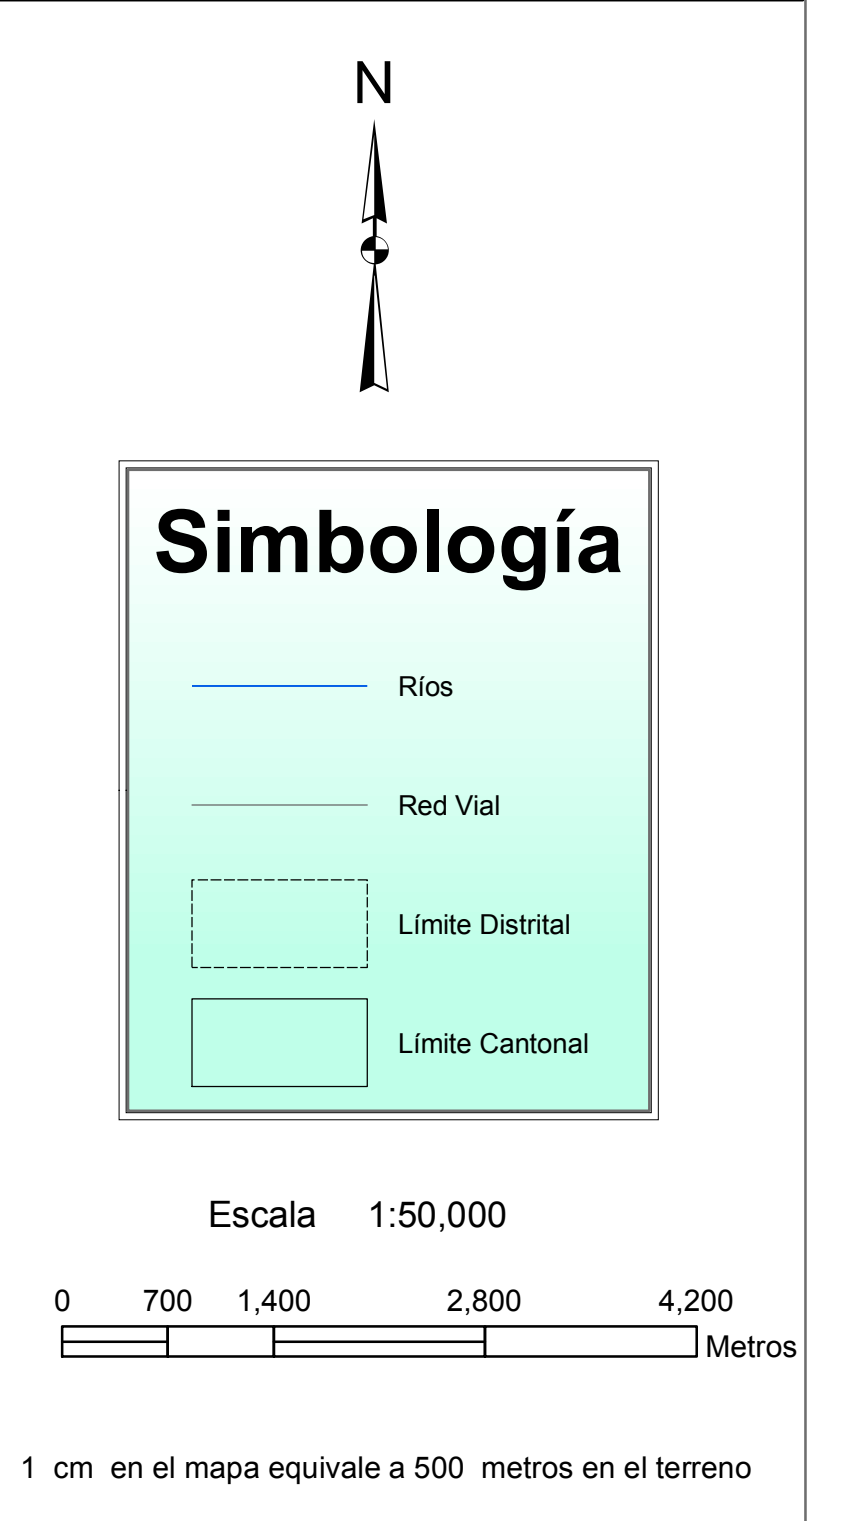 N
Simbología
Ríos
Red Vial
Límite Distrital
Límite Cantonal
Escala 1:50,000
0 700 1,400 2,800 4,200
Metros
1 cm en el mapa equivale a 500 metros en el terreno